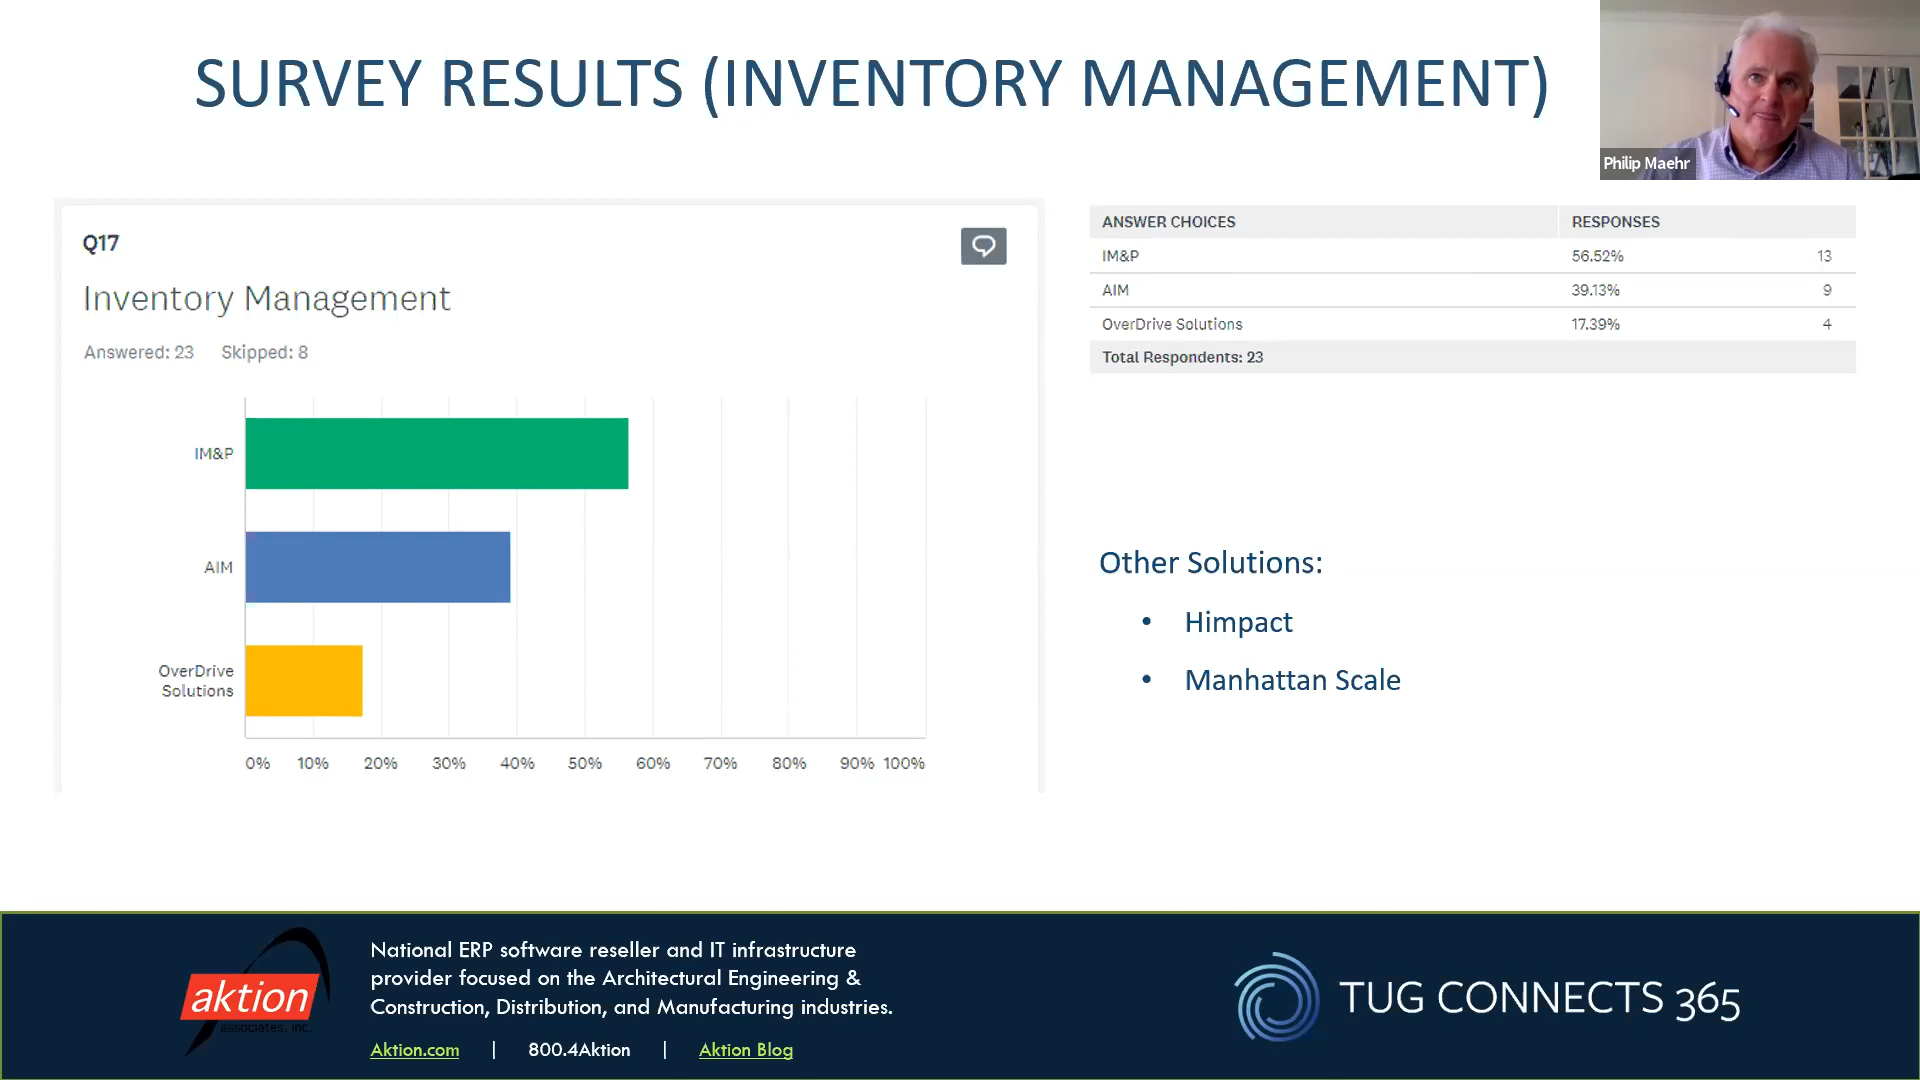 SURVEY RESULTS (INVENTORY MANAGEMENT)
Philip Maehr
Q17
Inventory Management
Answered: 23 Skipped: 8
IM&P
AIM
OverDrive
Solutions
0% 10% 20% 30% 40% 50% 60% 70% 80% 90% 100%
ANSWER CHOICES RESPONSES
IM&P 56.52% 13
AIM 39.13% 9
OverDrive Solutions 17.39% 4
Total Respondents: 23
Other Solutions:
• Himpact
• Manhattan Scale
aktion
associates, inc.
National ERP software reseller and IT infrastructure
provider focused on the Architectural Engineering &
Construction, Distribution, and Manufacturing industries.
Aktion.com | 800.4Aktion | Aktion Blog
TUG CONNECTS 365